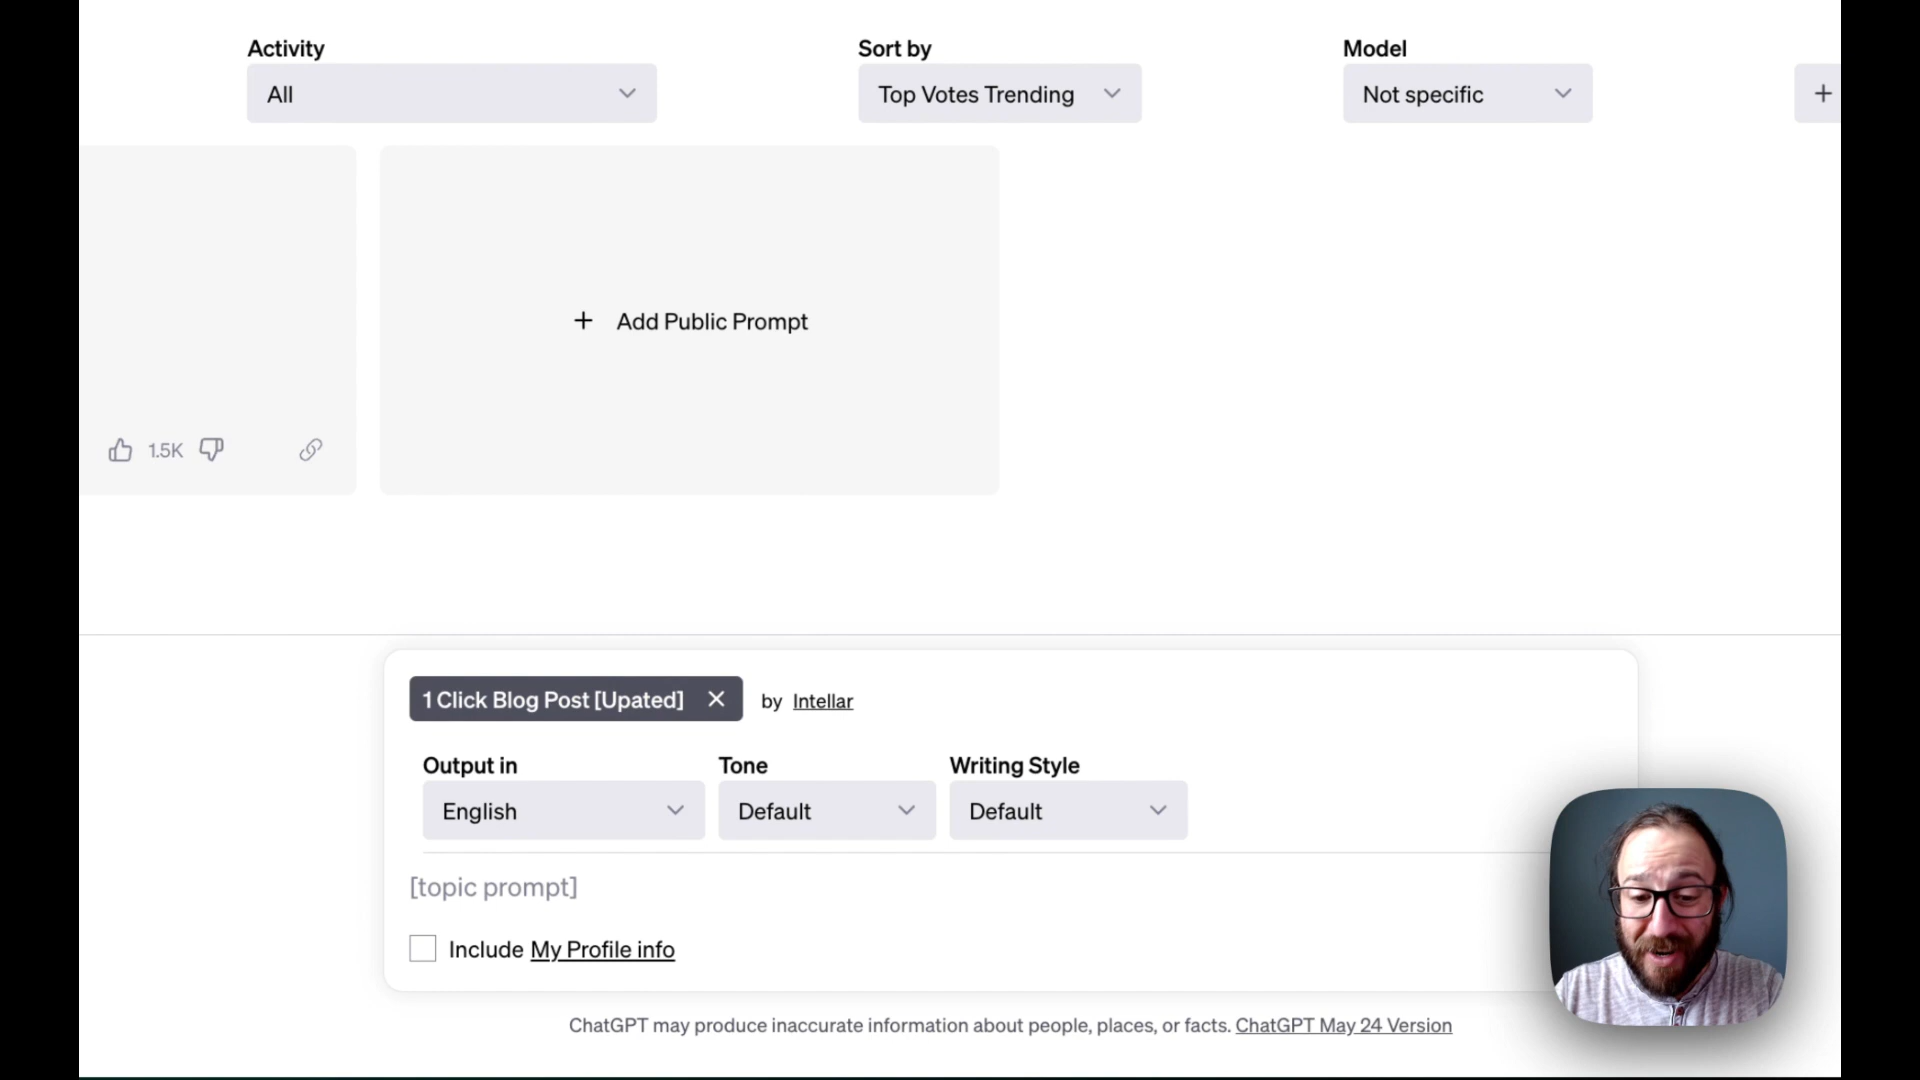 Activity
Sort by
Model
All
Top Votes Trending
Not specific
+
+ Add Public Prompt
1.5K
1 Click Blog Post [Upated] by Intellar
Output in
Tone
Writing Style
English
Default
Default
[topic prompt]
Include My Profile info
ChatGPT may produce inaccurate information about people, places, or facts. ChatGPT May 24 Version